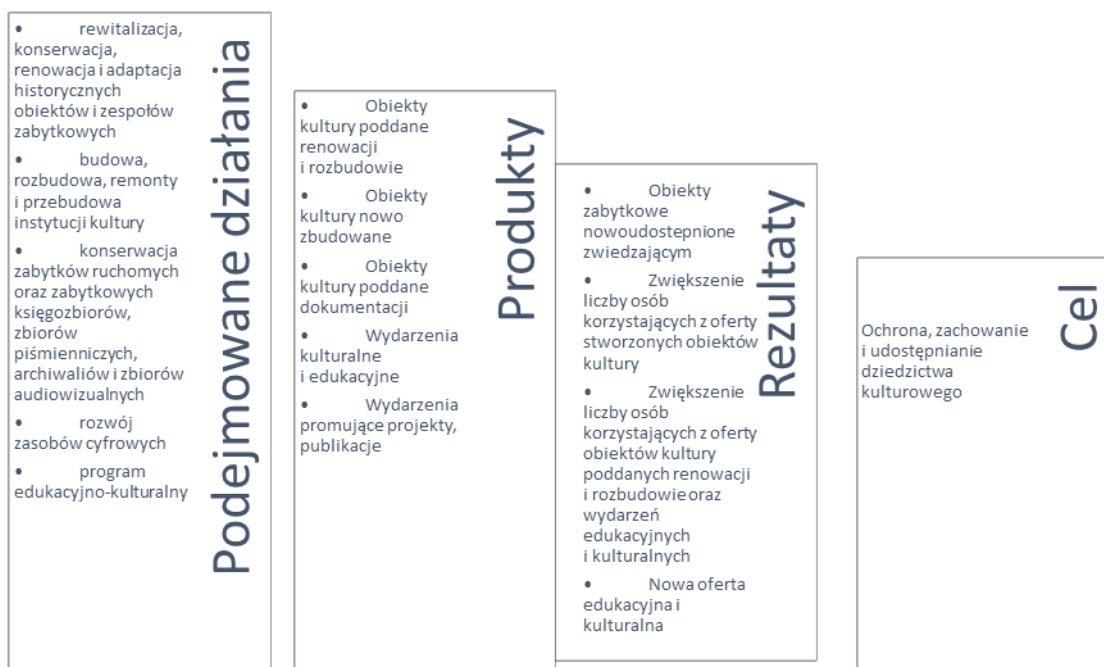 Podejmowane działania
• rewitalizacja,
konserwacja,
renowacja i adaptacja
historycznych
obiektów i zespołów
zabytkowych
• budowa,
rozbudowa, remonty
i przebudowa
instytucji kultury
• konserwacja
zabytków ruchomych
oraz zabytkowych
księgozbiorów,
zbiorów
piśmienniczych,
archiwaliów i zbiorów
audiowizualnych
• rozwój
zasobów cyfrowych
• program
edukacyjno-kulturalny
Produkty
• Obiekty
kultury poddane
renowacji
i rozbudowie
• Obiekty
kultury nowo
zbudowane
• Obiekty
kultury poddane
dokumentacji
• Wydarzenia
kulturalne
i edukacyjne
• Wydarzenia
promujące projekty,
publikacje
Rezultaty
• Obiekty
zabytkowe
nowoudostepnione
zwiedzającym
• Zwiększenie
liczby osób
korzystających z oferty
stworzonych obiektów
kultury
• Zwiększenie
liczby osób
korzystających z oferty
obiektów kultury
poddanych renowacji
i rozbudowie oraz
wydarzeń
edukacyjnych
i kulturalnych
• Nowa oferta
edukacyjna i
kulturalna
Cel
Ochrona, zachowanie
i udostępnianie
dziedzictwa
kulturowego